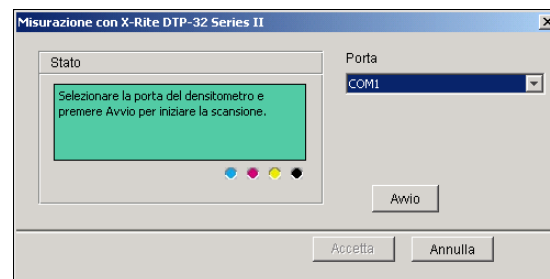 Misurazione con X-Rite DTP-32 Series II
Stato
Selezionare la porta del densitometro e
premere Avvio per iniziare la scansione.
Porta
COM1
Avvio
Accetta
Annulla